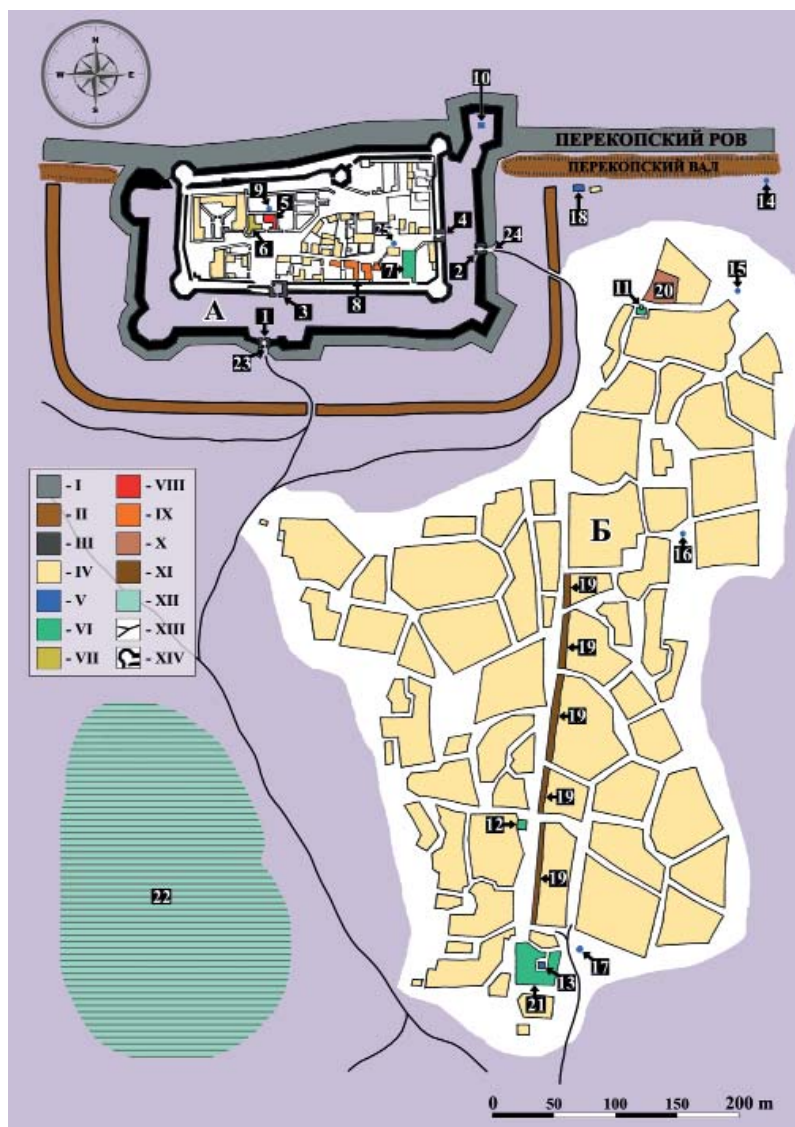 N
W E
S
10
ПЕРЕКОПСКИЙ РОВ
ПЕРЕКОПСКИЙ ВАЛ
9
5
18
14
4
25
6
2
24
7
15
11
20
8
3
А
1
23
- I
- VIII
- II
- IX
- III
- X
- IV
- XI
- V
- XII
- VI
- XIII
- VII
- XIV
Б
16
19
19
19
19
12
19
22
17
13
21
0 50 100 150 200 m